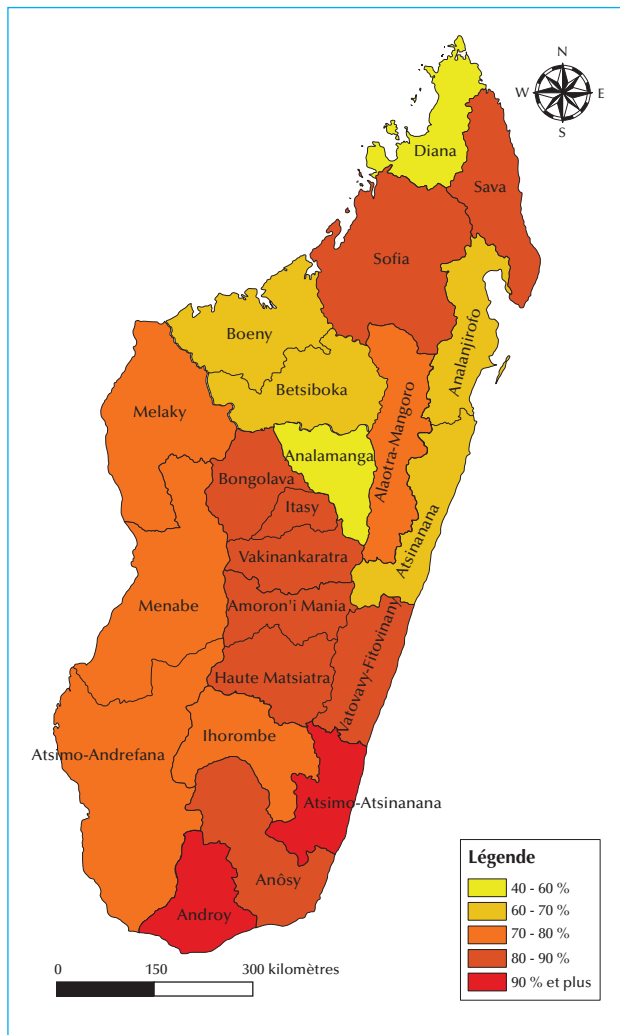 N
W E
S
Diana
Sava
Sofia
Analanjirofo
Boeny
Betsiboka
Melaky
Alaotra-Mangoro
Analamanga
Bongolava
Itasy
Atsinanana
Vakinankaratra
Menabe
Amoron'i Mania
Vatovavy-Fitovinany
Haute Matsiatra
Ihorombe
Atsimo-Andrefana
Atsimo-Atsinanana
Anôsy
Androy
Légende
40 - 60 %
60 - 70 %
70 - 80 %
80 - 90 %
90 % et plus
0 150 300 kilomètres